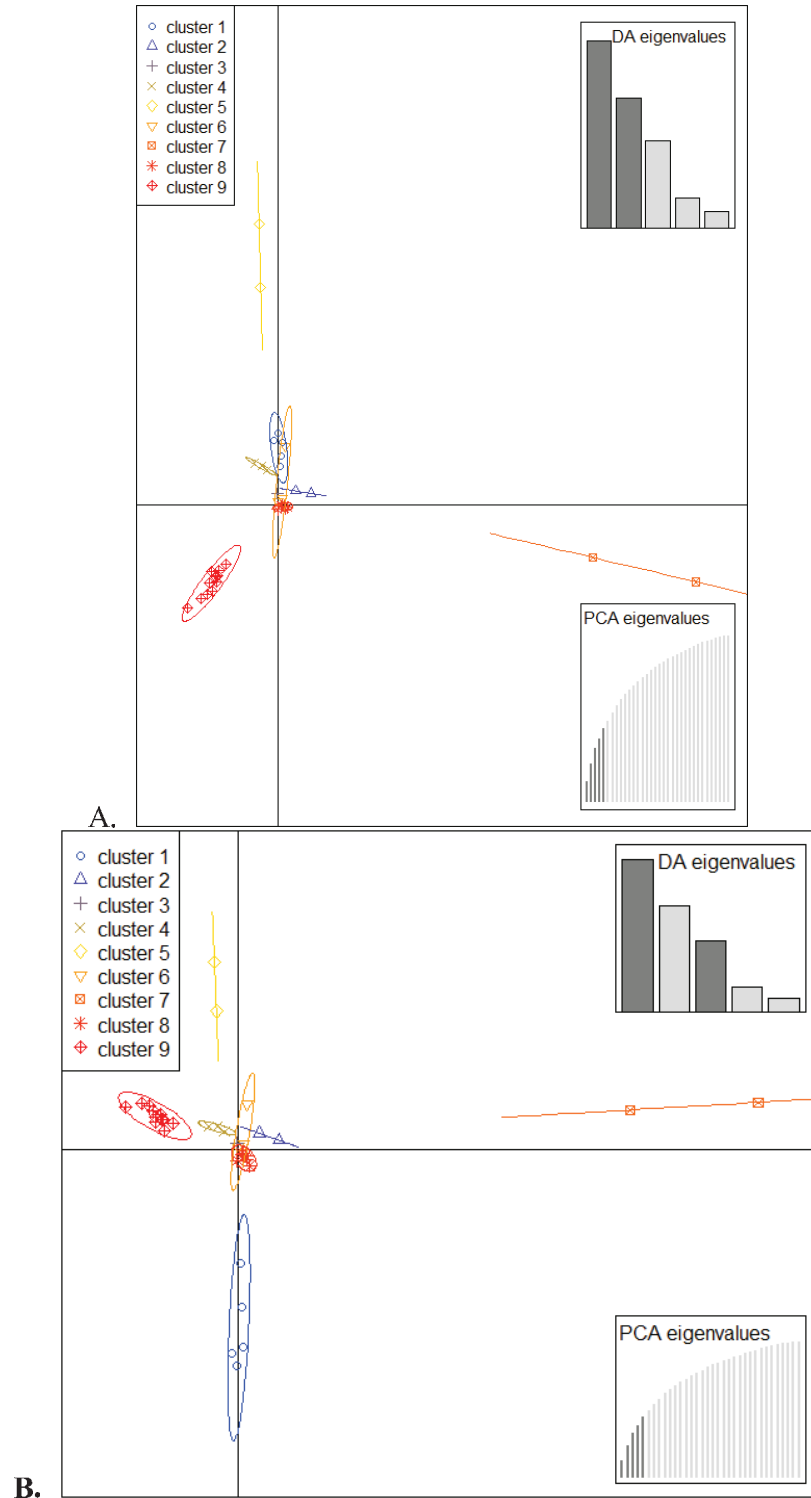 cluster 1
cluster 2
cluster 3
cluster 4
cluster 5
cluster 6
cluster 7
cluster 8
cluster 9
DA eigenvalues
PCA eigenvalues
A.
cluster 1
cluster 2
cluster 3
cluster 4
cluster 5
cluster 6
cluster 7
cluster 8
cluster 9
DA eigenvalues
PCA eigenvalues
B.